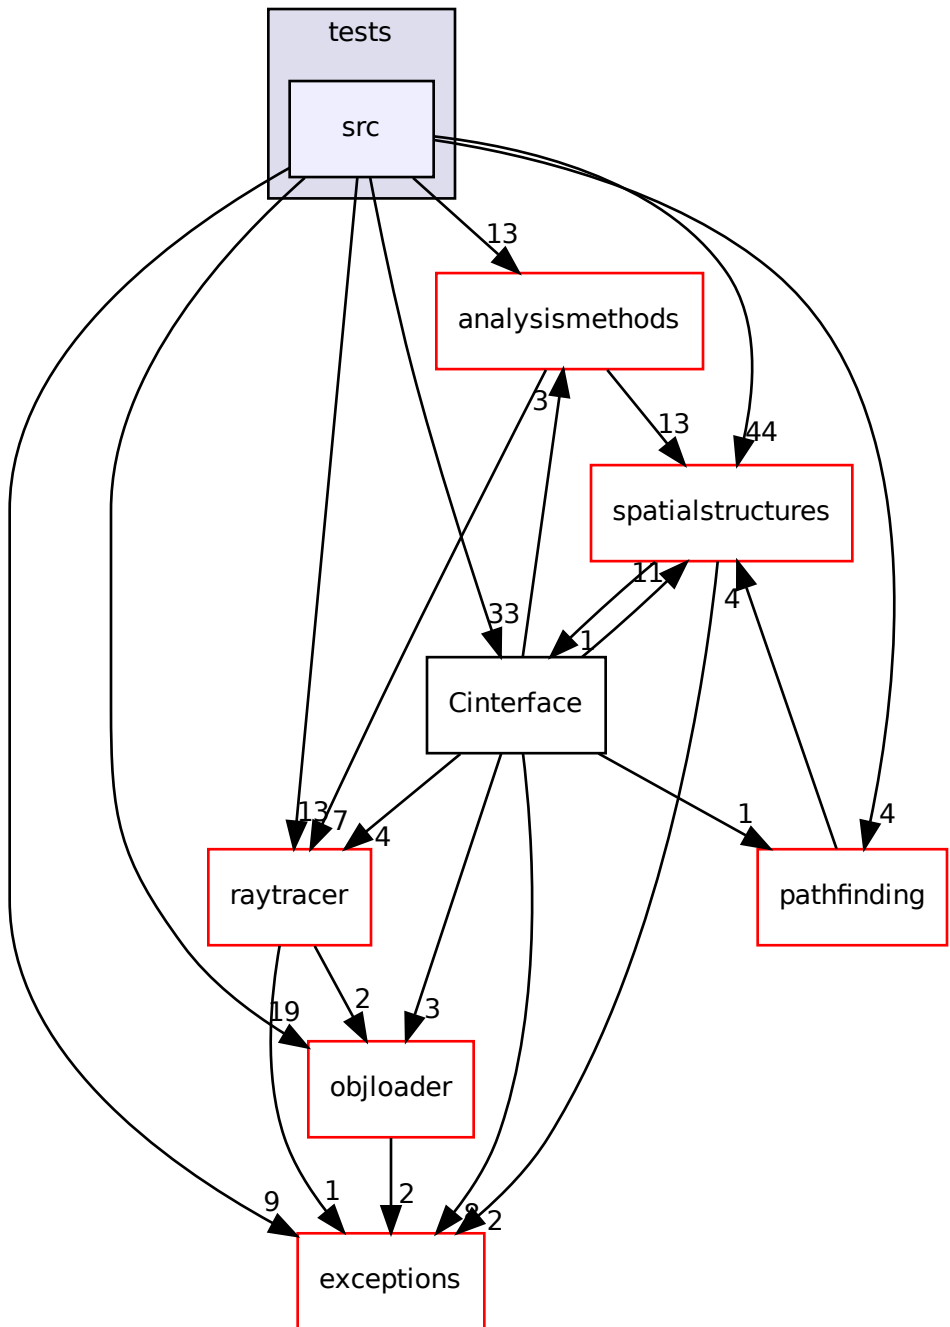 tests
src
13
analysismethods
3
13
44
spatialstructures
11
4
33
1
Cinterface
13
7
4
1
4
raytracer
pathfinding
2
19
3
objloader
1
2
9
8
2
exceptions